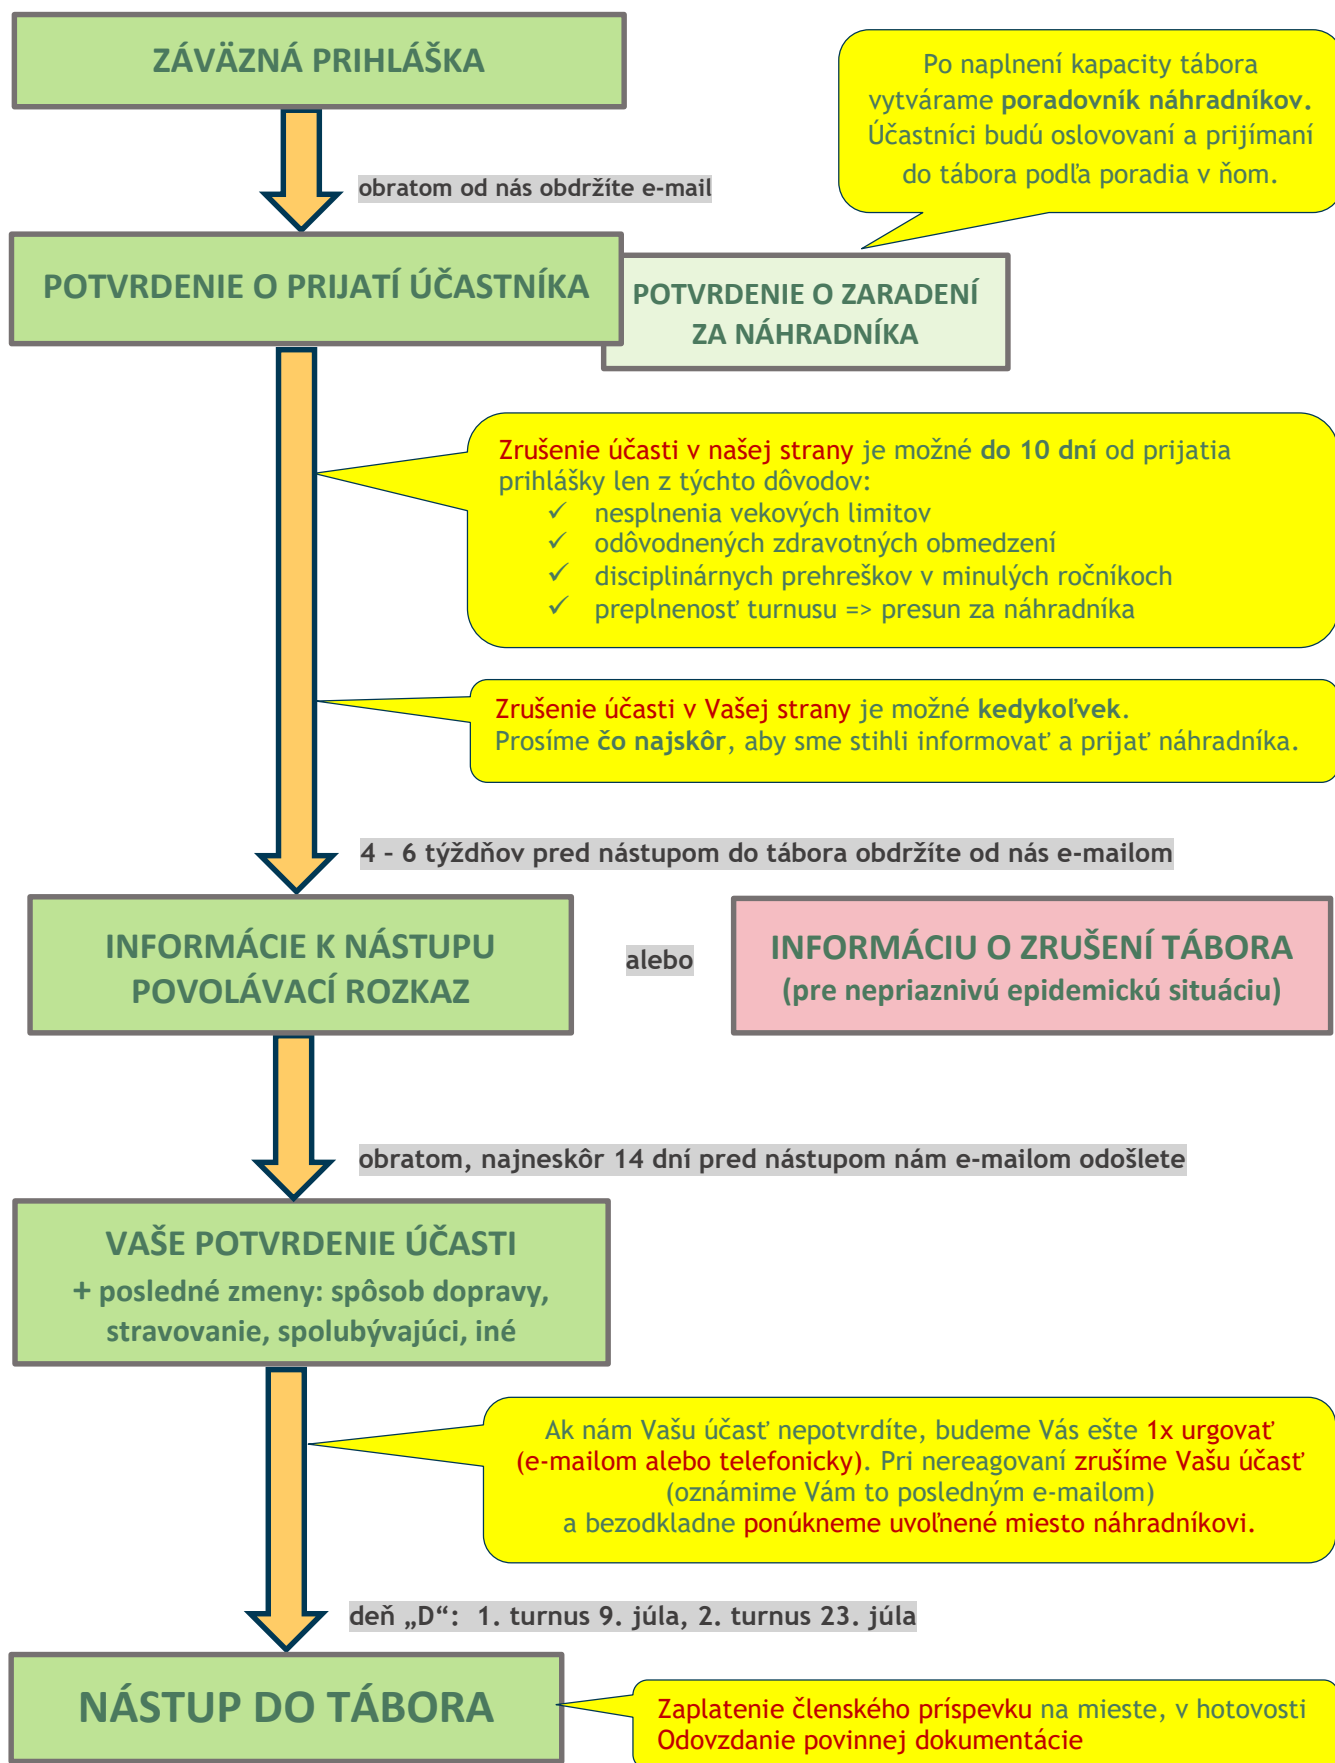 ZÁVÄZNÁ PRIHLÁŠKA
Po naplnení kapacity tábora
vytvárame poradovník náhradníkov.
Účastníci budú oslovovaní a prijímaní
do tábora podľa poradia v ňom.
obratom od nás obdržíte e-mail
POTVRDENIE O PRIJATÍ ÚČASTNÍKA
POTVRDENIE O ZARADENÍ
ZA NÁHRADNÍKA
Zrušenie účasti v našej strany je možné do 10 dní od prijatia
prihlášky len z týchto dôvodov:
✓ nesplnenia vekových limitov
✓ odôvodnených zdravotných obmedzení
✓ disciplinárnych prehreškov v minulých ročníkoch
✓ preplnenosť turnusu => presun za náhradníka
Zrušenie účasti v Vašej strany je možné kedykoľvek.
Prosíme čo najskôr, aby sme stihli informovať a prijať náhradníka.
4 – 6 týždňov pred nástupom do tábora obdržíte od nás e-mailom
INFORMÁCIE K NÁSTUPU
POVOLÁVACÍ ROZKAZ
alebo
INFORMÁCIU O ZRUŠENÍ TÁBORA
(pre nepriaznivú epidemickú situáciu)
obratom, najneskôr 14 dní pred nástupom nám e-mailom odošlete
VAŠE POTVRDENIE ÚČASTI
+ posledné zmeny: spôsob dopravy,
stravovanie, spolubývajúci, iné
Ak nám Vašu účasť nepotvrdíte, budeme Vás ešte 1x urgovať
(e-mailom alebo telefonicky). Pri nereagovaní zrušíme Vašu účasť
(oznámime Vám to posledným e-mailom)
a bezodkladne ponúkneme uvoľnené miesto náhradníkovi.
deň „D“: 1. turnus 9. júla, 2. turnus 23. júla
NÁSTUP DO TÁBORA
Zaplatenie členského príspevku na mieste, v hotovosti
Odovzdanie povinnej dokumentácie